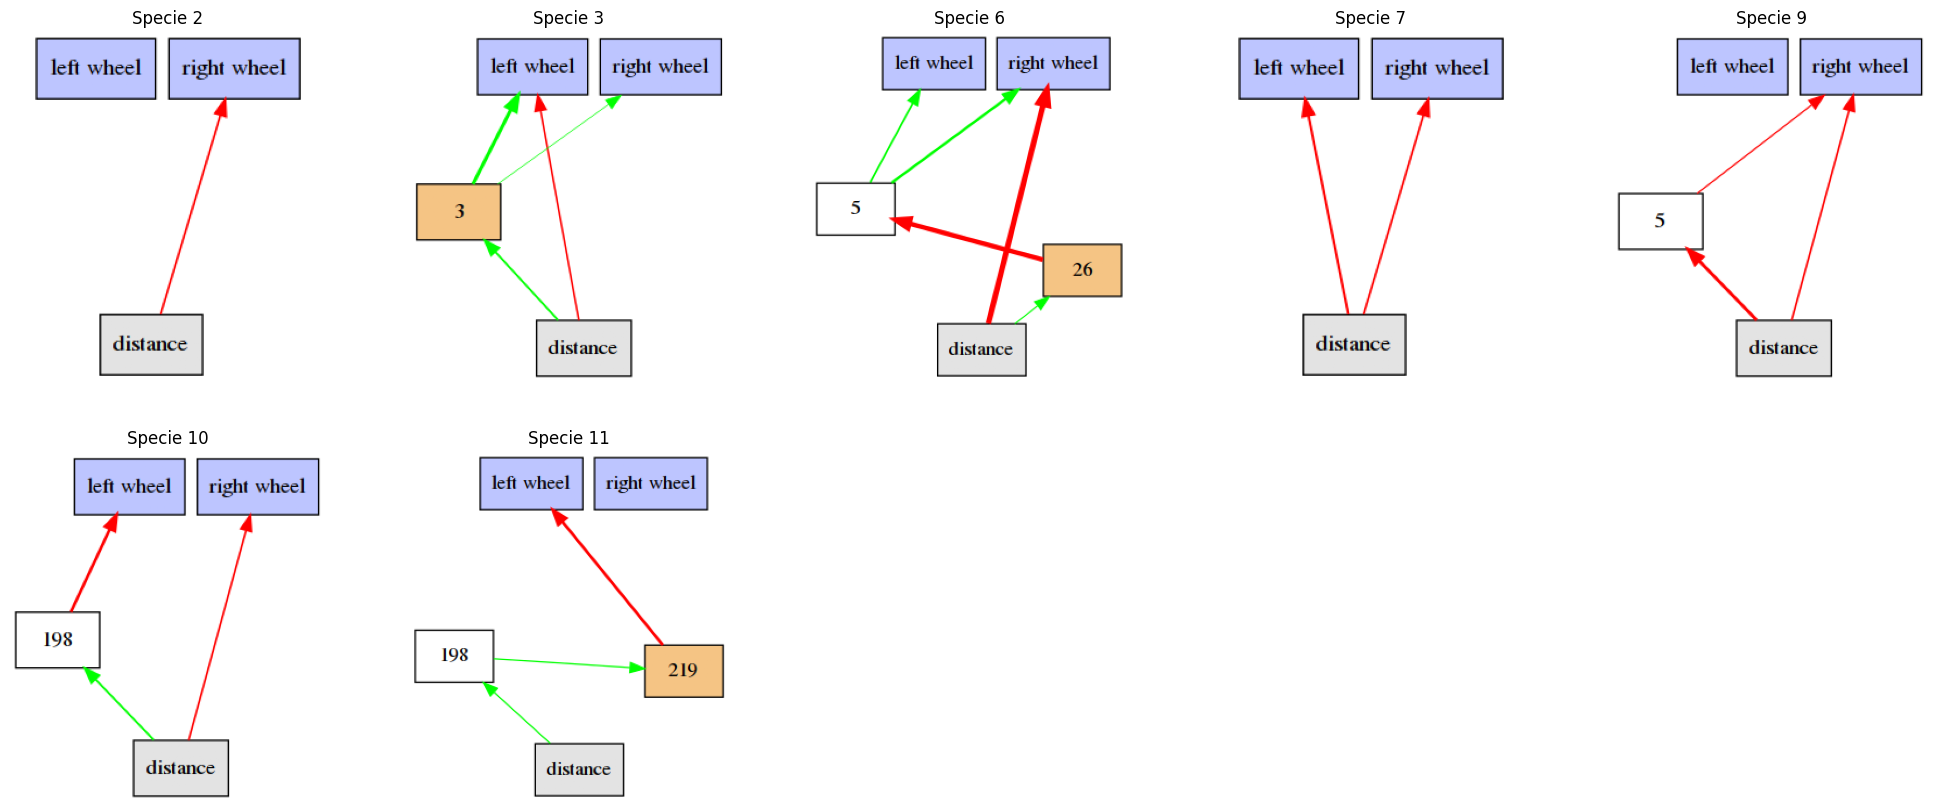 Specie 2
left wheel
right wheel
distance
Specie 3
left wheel
right wheel
3
distance
Specie 6
left wheel
right wheel
5
26
distance
Specie 7
left wheel
right wheel
distance
Specie 9
left wheel
right wheel
5
distance
Specie 10
left wheel
right wheel
198
distance
Specie 11
left wheel
right wheel
198
219
distance